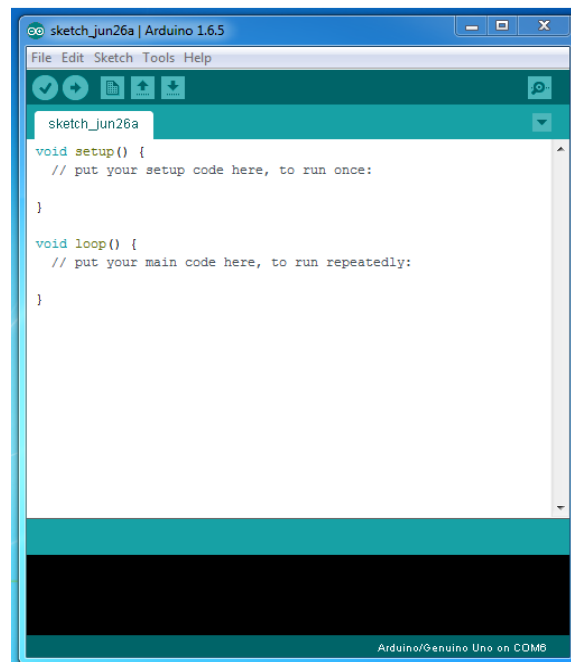 sketch_jun26a | Arduino 1.6.5
File Edit Sketch Tools Help
sketch_jun26a
void setup() {
  // put your setup code here, to run once:
}
void loop() {
  // put your main code here, to run repeatedly:
}
Arduino/Genuino Uno on COM6